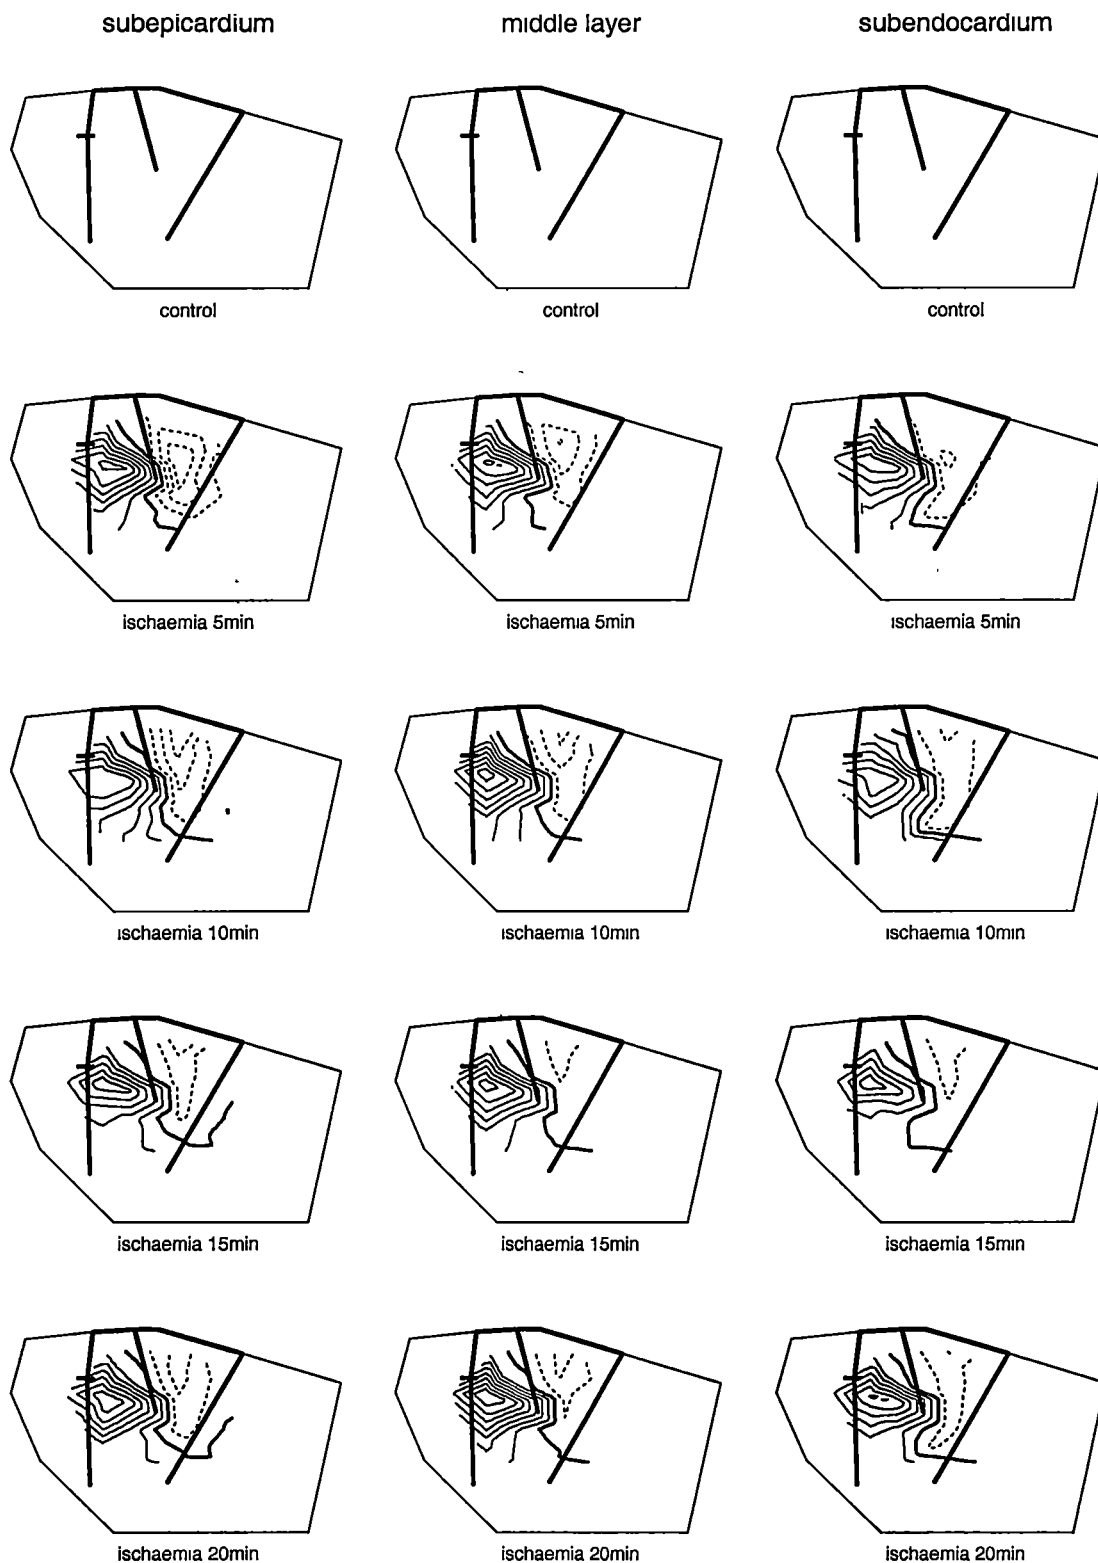 subepicardium middle layer subendocardium
control control control
ischaemia 5min ischaemia 5min ischaemia 5min
ischaemia 10min ischaemia 10min ischaemia 10min
ischaemia 15min ischaemia 15min ischaemia 15min
ischaemia 20min ischaemia 20min ischaemia 20min